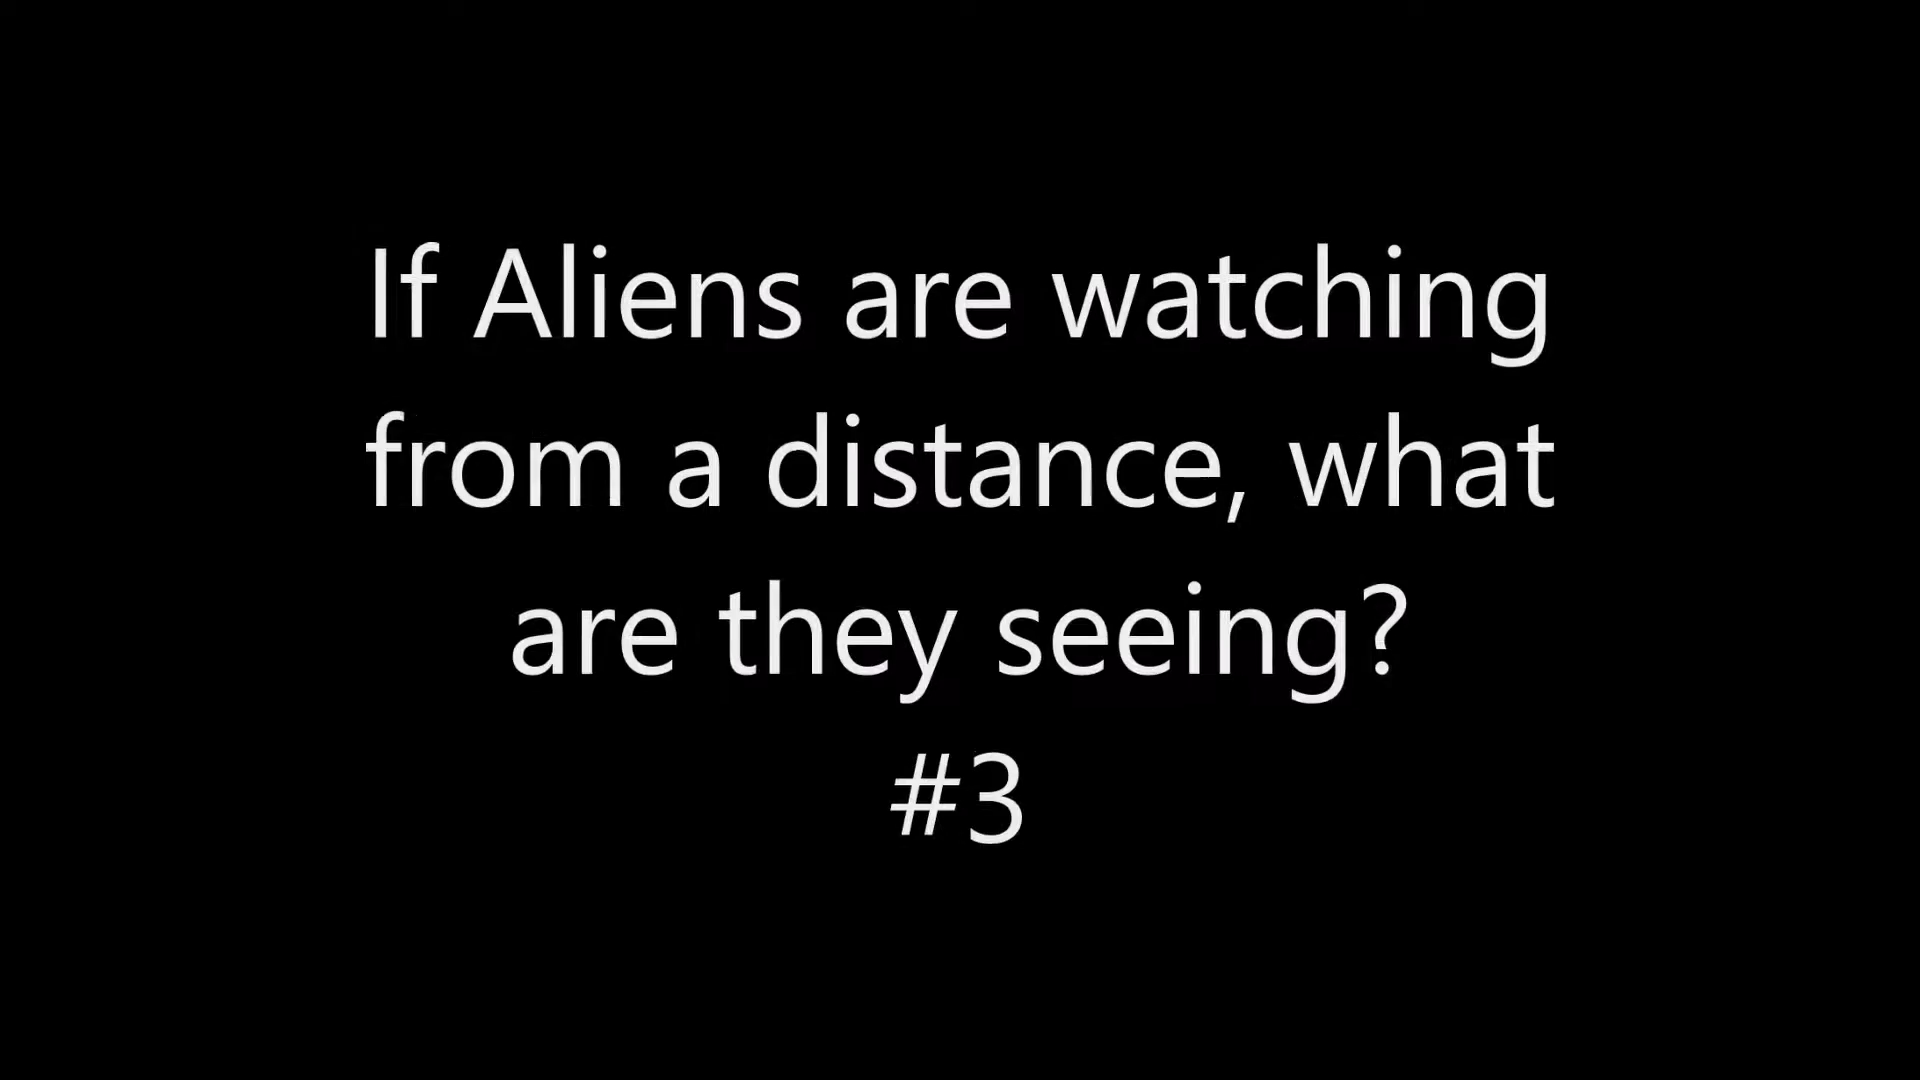 If Aliens are watching
from a distance, what
are they seeing?
#3